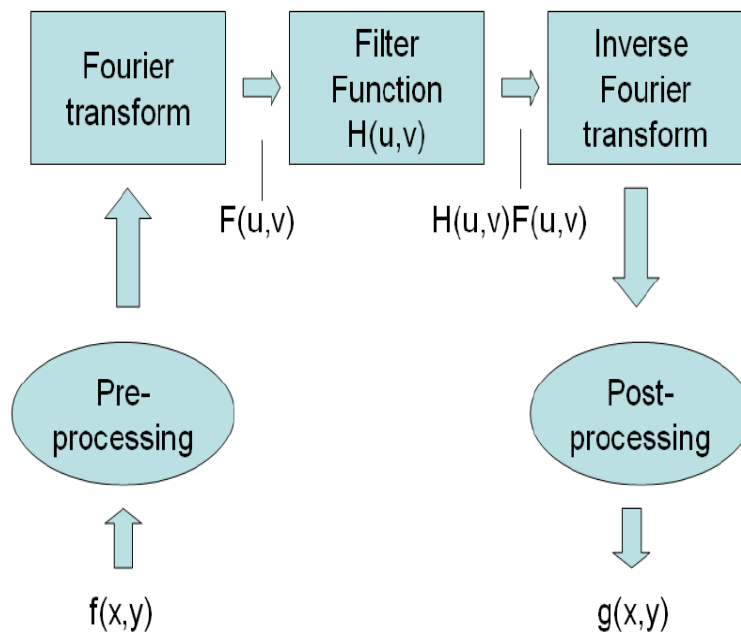 Fourier
transform
Filter
Function
H(u,v)
Inverse
Fourier
transform
F(u,v)
H(u,v)F(u,v)
Pre-
processing
Post-
processing
f(x,y)
g(x,y)